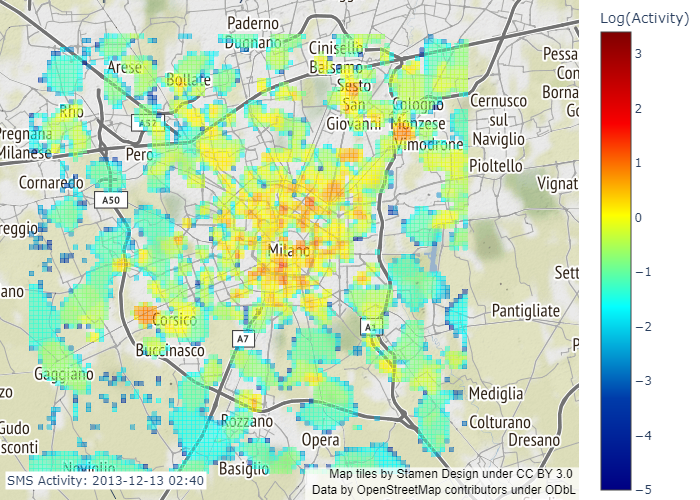 Log(Activity)
Paderno
Dugnano
Cinisello
Balsamo
Arese
Bollate
Sesto
San
Giovanni
Cologno
Monzese
Vimodrone
Cernusco
sul
Naviglio
Pessa
Con
Borna
Go
Rho
A52
Pregnana
Milanese
Pero
Pioltello
Cornaredo
A50
Vignat
reggio
Milano
Sett
ano
Pantigliate
Corsico
A7
A1
Buccinasco
P
Gaggiano
zo
Mediglia
Rozzano
Gudo
sconti
Opera
Colturano
Dresano
Noviglio
Basiglio
SMS Activity: 2013-12-13 02:40
Map tiles by Stamen Design under CC BY 3.0
Data by OpenStreetMap contributors under ODbL
3
2
1
0
−1
−2
−3
−4
−5